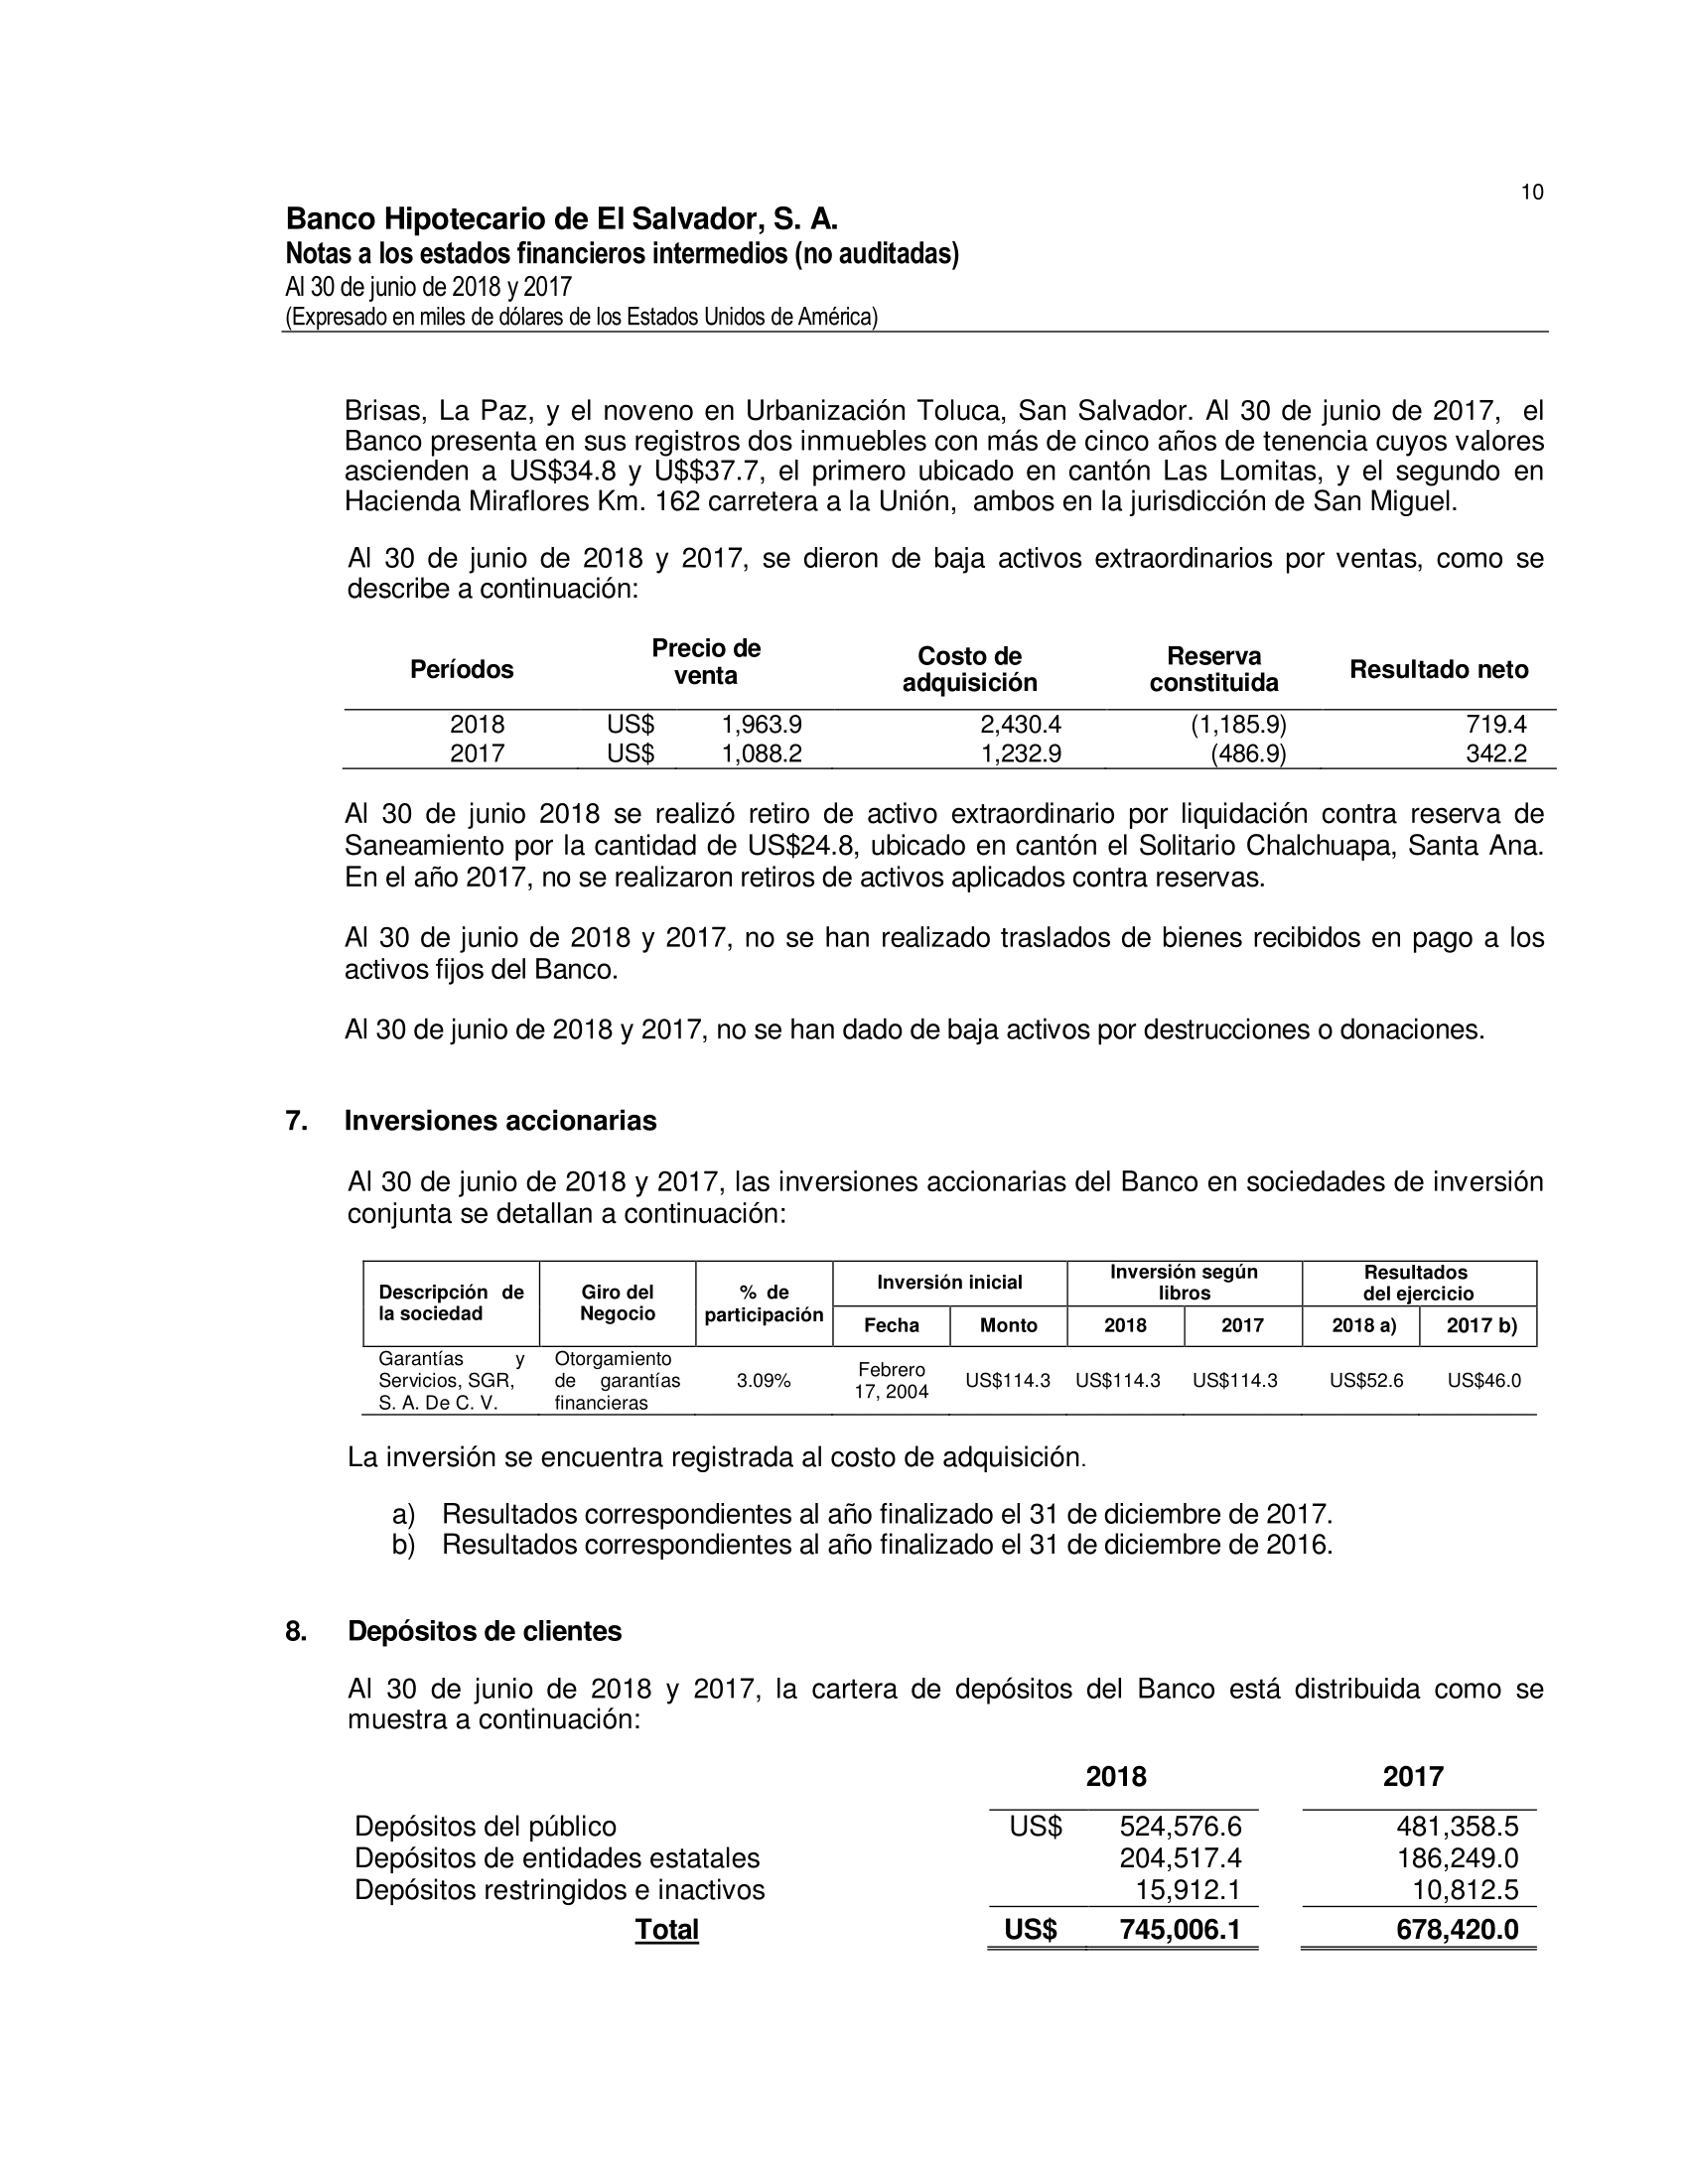 10
Banco Hipotecario de El Salvador, S. A.
Notas a los estados financieros intermedios (no auditadas)
Al 30 de junio de 2018 y 2017
(Expresado en miles de dólares de los Estados Unidos de América)
Brisas, La Paz, y el noveno en Urbanización Toluca, San Salvador. Al 30 de junio de 2017, el
Banco presenta en sus registros dos inmuebles con más de cinco años de tenencia cuyos valores
ascienden a US$34.8 y U$$37.7, el primero ubicado en cantón Las Lomitas, y el segundo en
Hacienda Miraflores Km. 162 carretera a la Unión, ambos en la jurisdicción de San Miguel.
Al 30 de junio de 2018 y 2017, se dieron de baja activos extraordinarios por ventas, como se
describe a continuación:
Períodos Precio de venta Costo de adquisición Reserva constituida Resultado neto
2018 US$ 1,963.9 2,430.4 (1,185.9) 719.4
2017 US$ 1,088.2 1,232.9 (486.9) 342.2
Al 30 de junio 2018 se realizó retiro de activo extraordinario por liquidación contra reserva de
Saneamiento por la cantidad de US$24.8, ubicado en cantón el Solitario Chalchuapa, Santa Ana.
En el año 2017, no se realizaron retiros de activos aplicados contra reservas.
Al 30 de junio de 2018 y 2017, no se han realizado traslados de bienes recibidos en pago a los
activos fijos del Banco.
Al 30 de junio de 2018 y 2017, no se han dado de baja activos por destrucciones o donaciones.
7. Inversiones accionarias
Al 30 de junio de 2018 y 2017, las inversiones accionarias del Banco en sociedades de inversión
conjunta se detallan a continuación:
Descripción de la sociedad Giro del Negocio % de participación Inversión inicial Inversión según libros Resultados del ejercicio
Fecha Monto 2018 2017 2018 a) 2017 b)
Garantías y Servicios, SGR, S. A. De C. V. Otorgamiento de garantías financieras 3.09% Febrero 17, 2004 US$114.3 US$114.3 US$114.3 US$52.6 US$46.0
La inversión se encuentra registrada al costo de adquisición.
a) Resultados correspondientes al año finalizado el 31 de diciembre de 2017.
b) Resultados correspondientes al año finalizado el 31 de diciembre de 2016.
8. Depósitos de clientes
Al 30 de junio de 2018 y 2017, la cartera de depósitos del Banco está distribuida como se
muestra a continuación:
2018 2017
Depósitos del público US$ 524,576.6 481,358.5
Depósitos de entidades estatales 204,517.4 186,249.0
Depósitos restringidos e inactivos 15,912.1 10,812.5
Total US$ 745,006.1 678,420.0